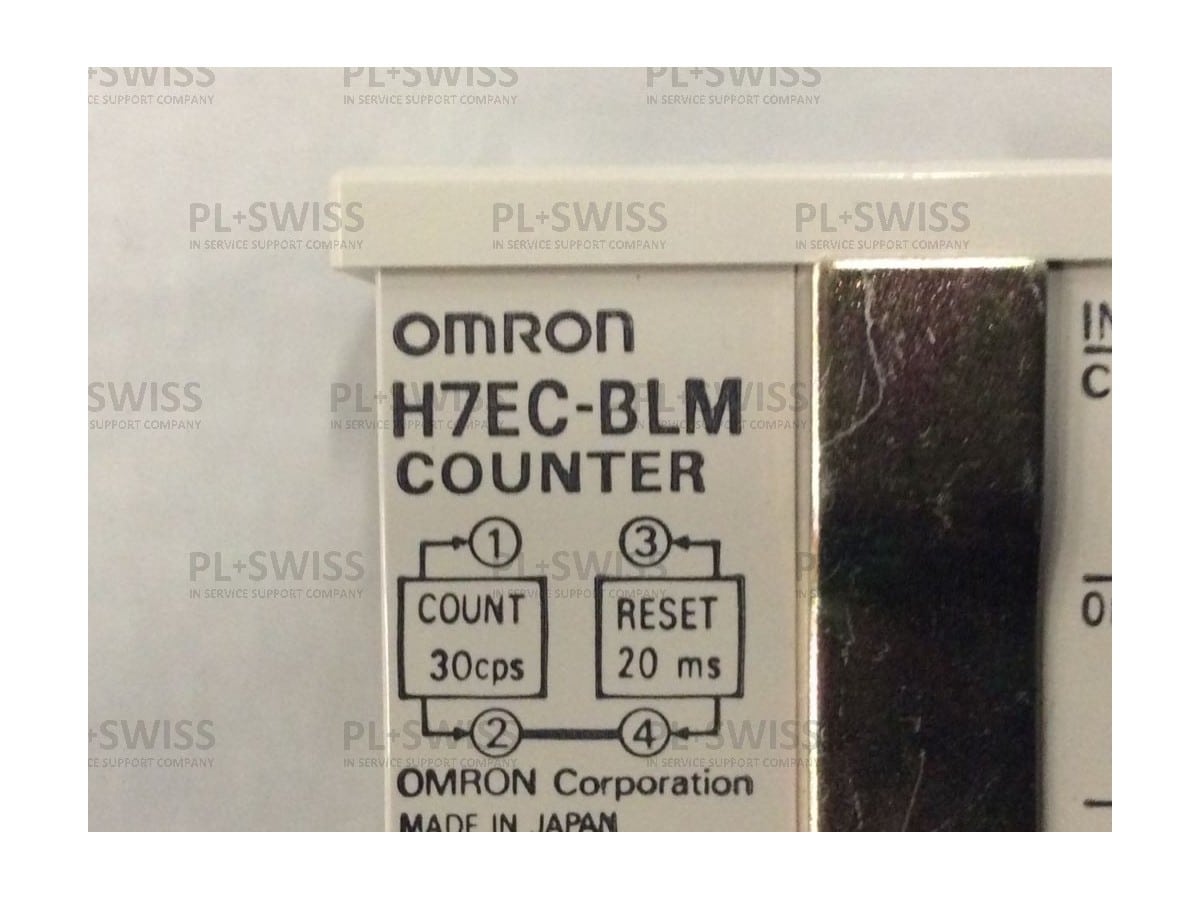 OMRON
H7EC-BLM
COUNTER
1 3
COUNT
30cps
RESET
20 ms
2 4
OMRON Corporation
MADE IN JAPAN
C
PL+SWISS
IN SERVICE SUPPORT COMPANY